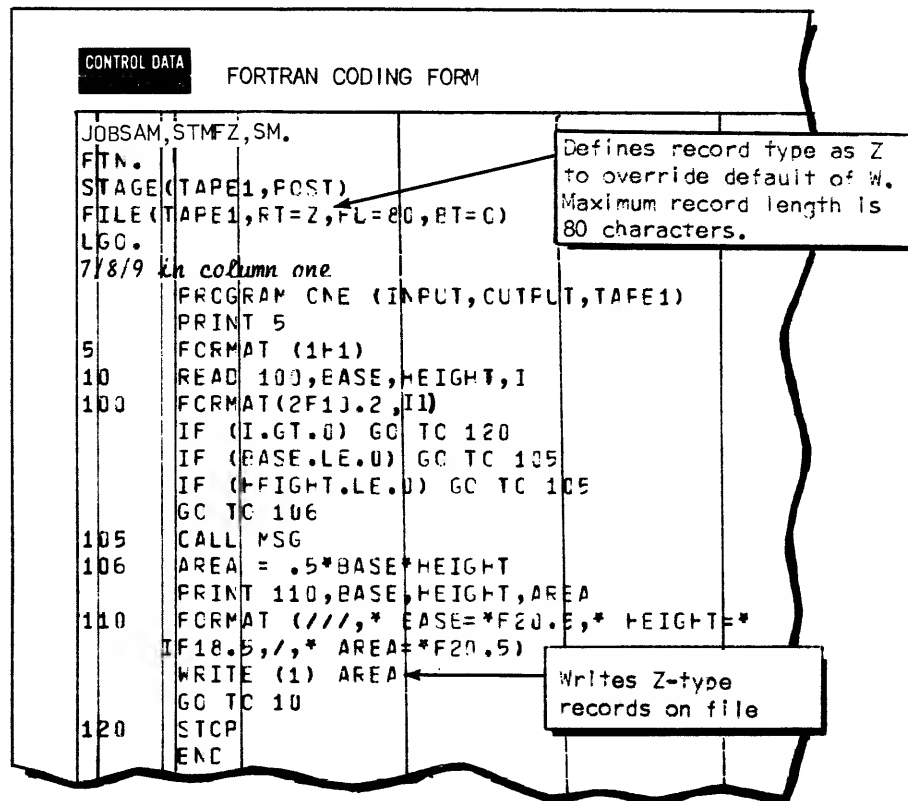 CONTROL DATA
FORTRAN CODING FORM
JOBSAM,STMFZ,SM.
FTN.
STAGE(TAPE1,POST)
FILE(TAPE1,RT=Z,FL=80,BT=C)
LGO.
7/8/9 in column one
PROGRAM ONE (INPUT,OUTPUT,TAPE1)
PRINT 5
5 FORMAT (1H1)
10 READ 100,BASE,HEIGHT,I
100 FORMAT(2F10.2,I1)
IF (I.GT.0) GO TO 120
IF (BASE.LE.0) GO TO 105
IF (HEIGHT.LE.0) GO TO 105
GO TO 106
105 CALL MSG
106 AREA = .5*BASE*HEIGHT
PRINT 110,BASE,HEIGHT,AREA
110 FORMAT (///,* BASE=*F20.5,* HEIGHT=*
1F18.5,/,* AREA=*F20.5)
WRITE (1) AREA
GO TO 10
120 STOP
END
Defines record type as Z
to override default of W.
Maximum record length is
80 characters.
Writes Z-type
records on file